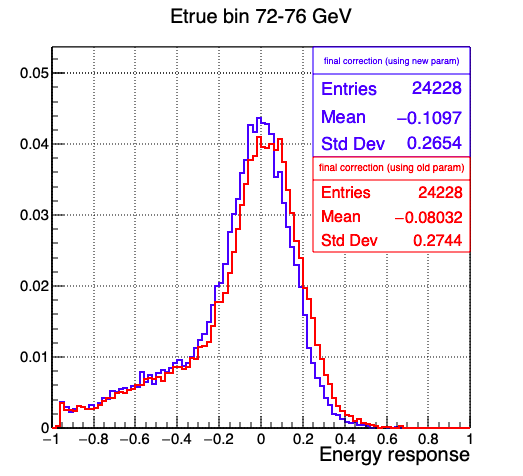 Etrue bin 72-76 GeV
final correction (using new param)
Entries 24228
Mean −0.1097
Std Dev 0.2654
final correction (using old param)
Entries 24228
Mean −0.08032
Std Dev 0.2744
0.05
0.04
0.03
0.02
0.01
0
−1 −0.8 −0.6 −0.4 −0.2 0 0.2 0.4 0.6 0.8 1
Energy response